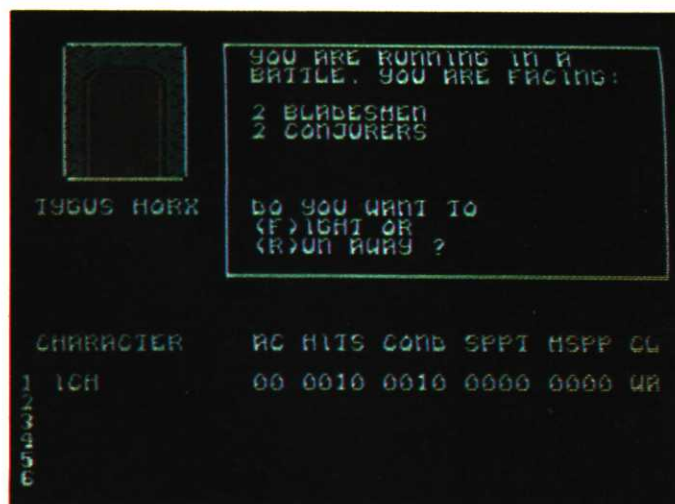 YOU ARE RUNNING IN A
BATTLE. YOU ARE FACING:
2 BLADESMEN
2 CONJURERS
TYGUS HORX
DO YOU WANT TO
(F)IGHT OR
(R)UN AWAY ?
CHARACTER AC HITS COND SPPT MSPP CL
1 ICH 00 0010 0010 0000 0000 WA
2
3
4
5
6